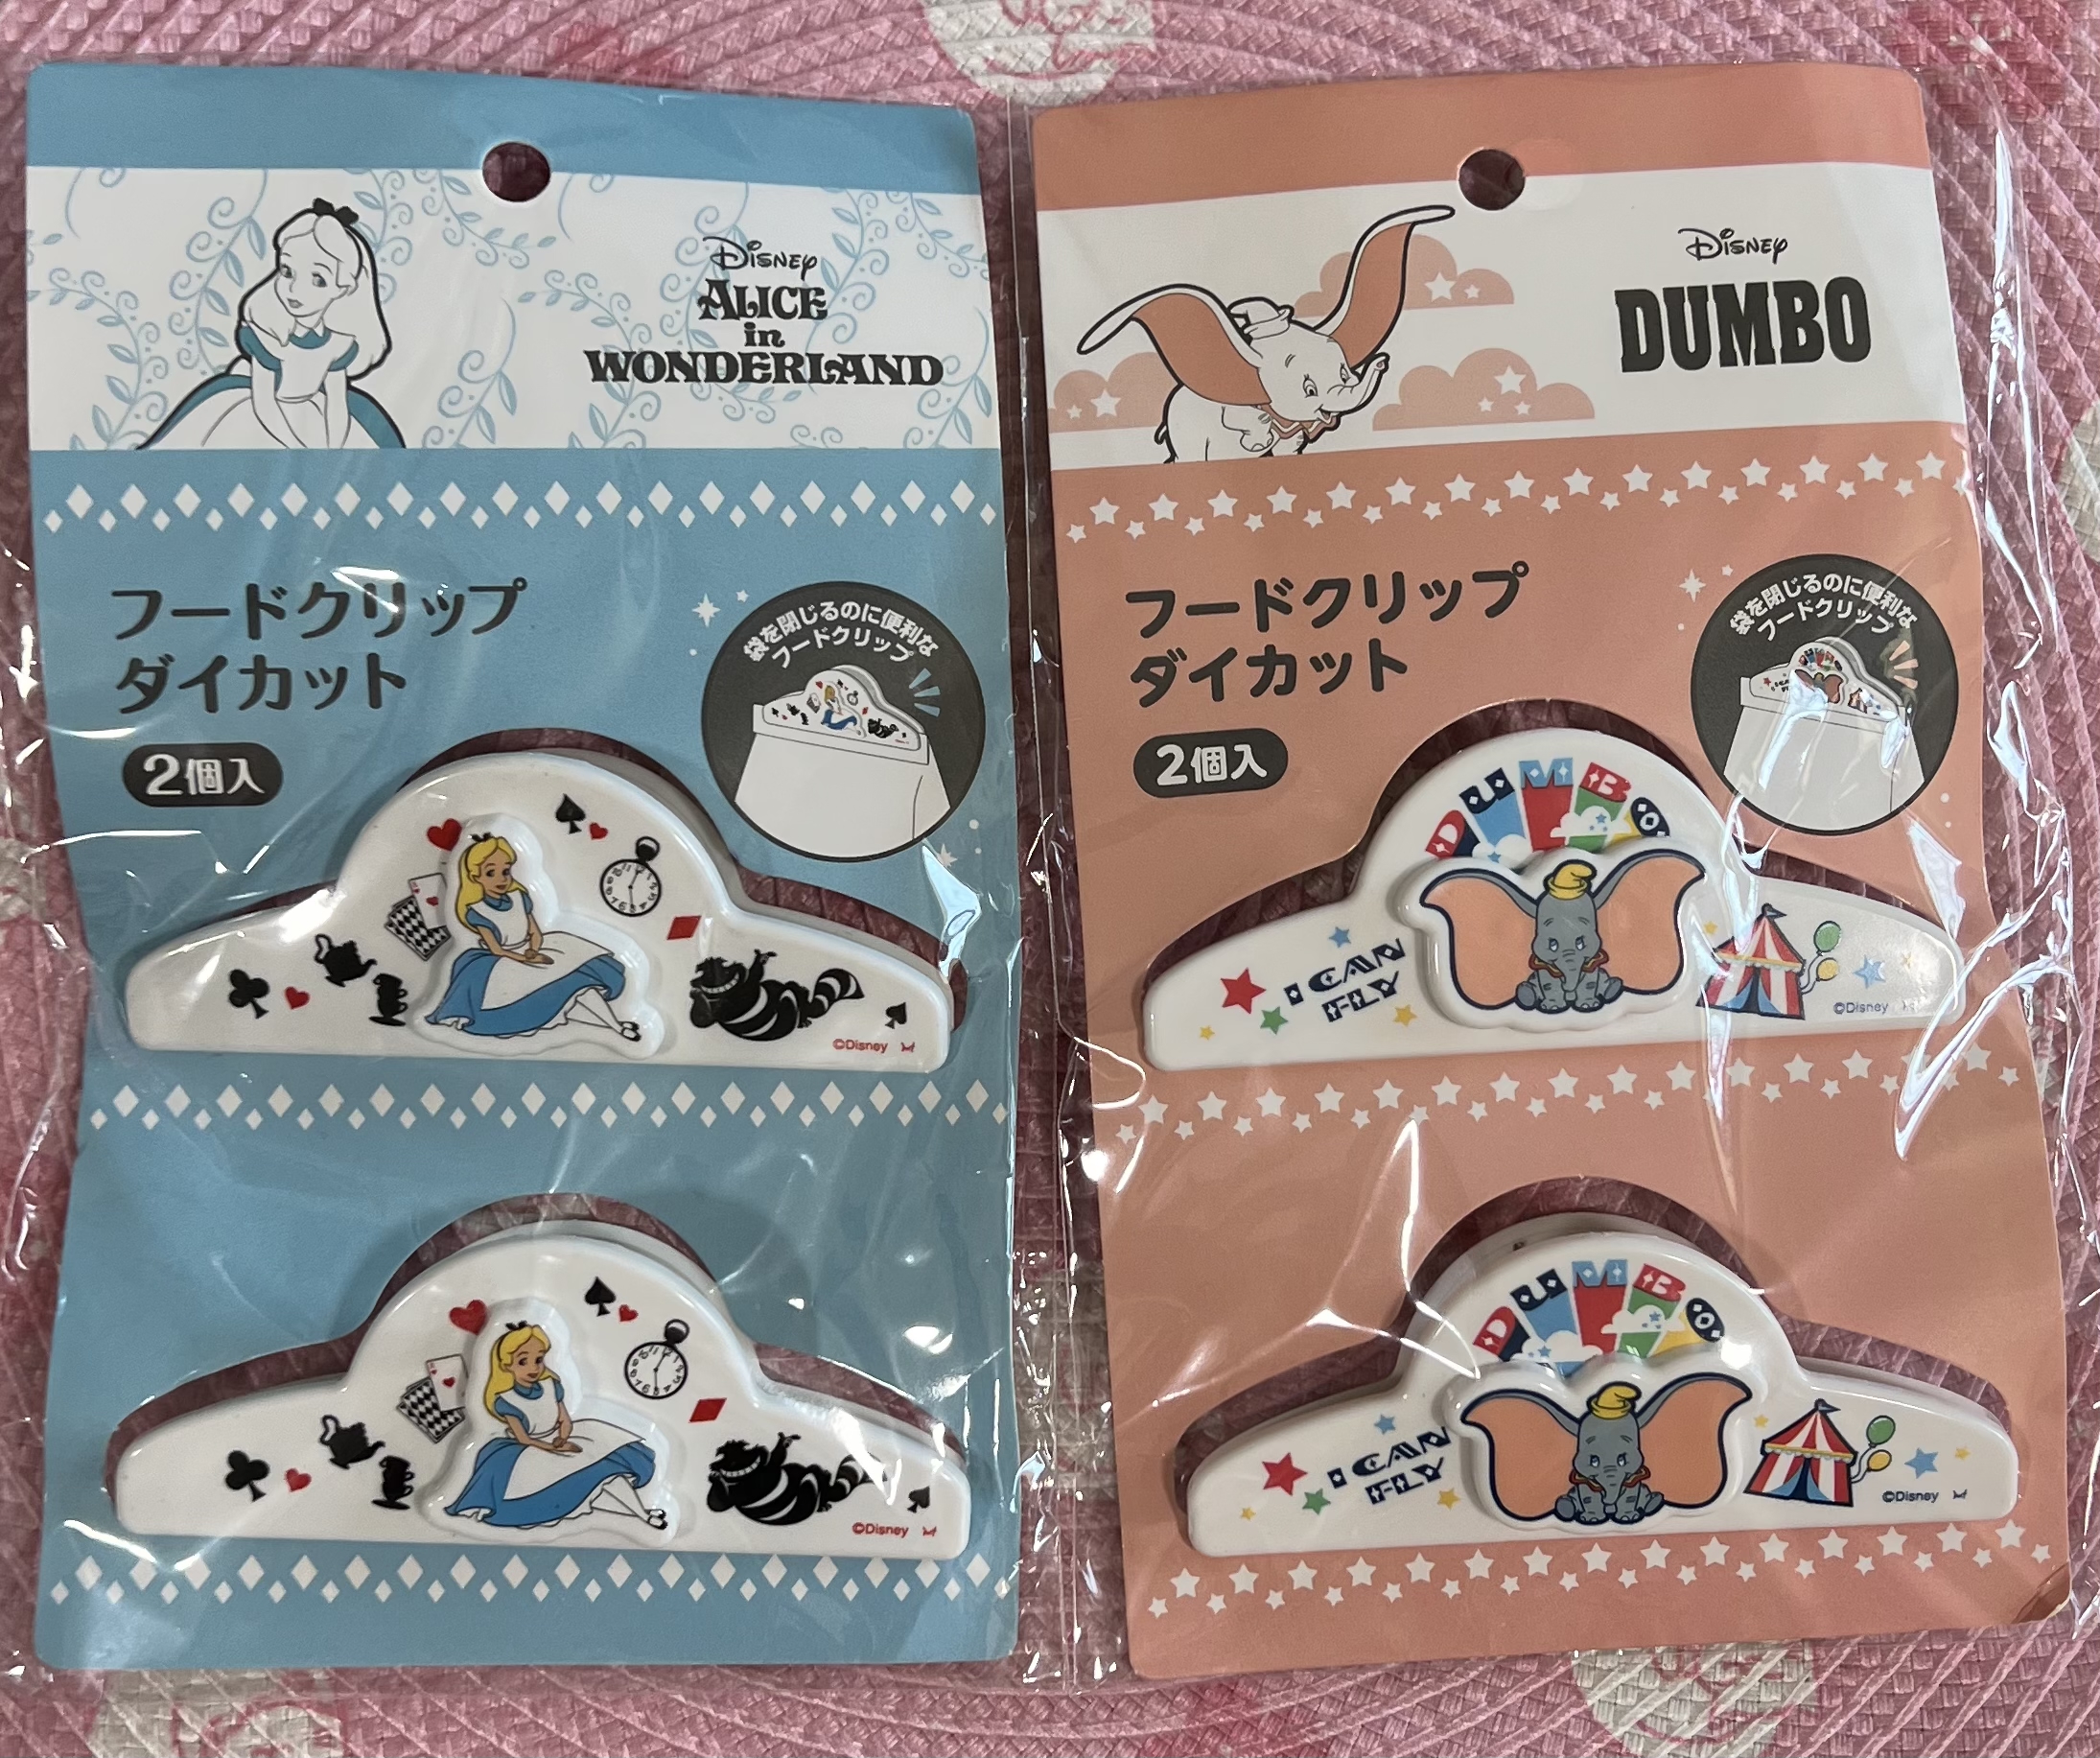 Disney
ALICE
in
WONDERLAND
フードクリップ
ダイカット
2個入
袋を閉じるのに便利な
フードクリップ
©Disney
©Disney
Disney
DUMBO
フードクリップ
ダイカット
2個入
袋を閉じるのに便利な
フードクリップ
DUMBO
I CAN
FLY
©Disney
DUMBO
I CAN
FLY
©Disney